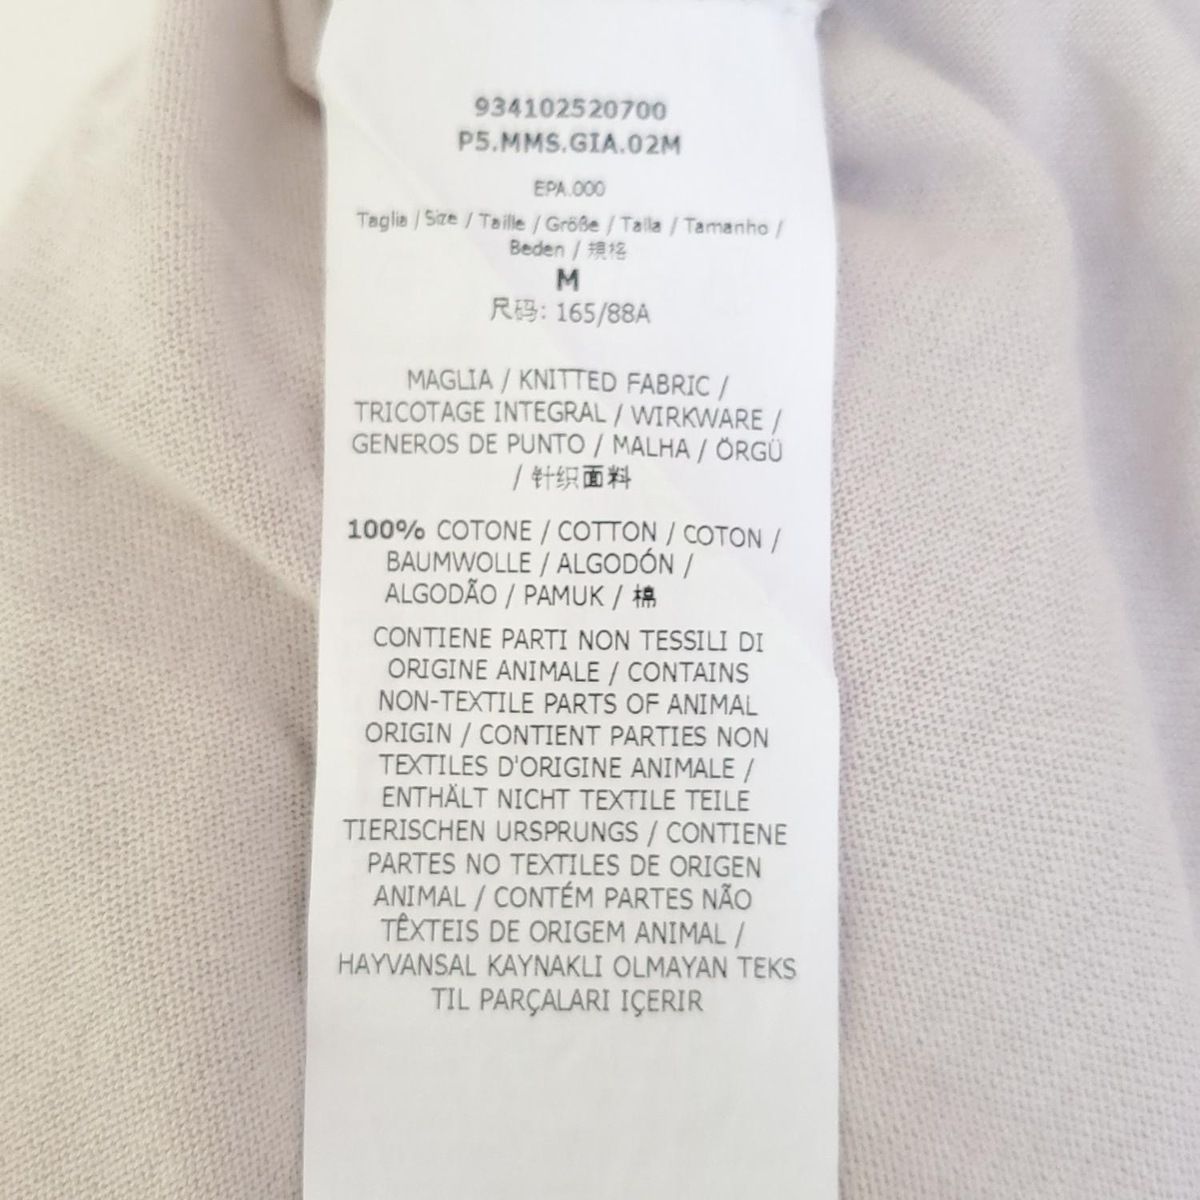 934102520700
P5.MMS.GIA.02M
EPA.000
Taglia / Size / Taille / Größe / Talla / Tamanho /
Beden / 規格
M
尺码: 165/88A
MAGLIA / KNITTED FABRIC /
TRICOTAGE INTEGRAL / WIRKWARE /
GENEROS DE PUNTO / MALHA / ÖRGÜ
/ 针织面料
100% COTONE / COTTON / COTON /
BAUMWOLLE / ALGODÓN /
ALGODÃO / PAMUK / 棉
CONTIENE PARTI NON TESSILI DI
ORIGINE ANIMALE / CONTAINS
NON-TEXTILE PARTS OF ANIMAL
ORIGIN / CONTIENT PARTIES NON
TEXTILES D'ORIGINE ANIMALE /
ENTHÄLT NICHT TEXTILE TEILE
TIERISCHEN URSPRUNGS / CONTIENE
PARTES NO TEXTILES DE ORIGEN
ANIMAL / CONTÉM PARTES NÃO
TÊXTEIS DE ORIGEM ANIMAL /
HAYVANSAL KAYNAKLI OLMAYAN TEKS
TIL PARÇALARI IÇERIR